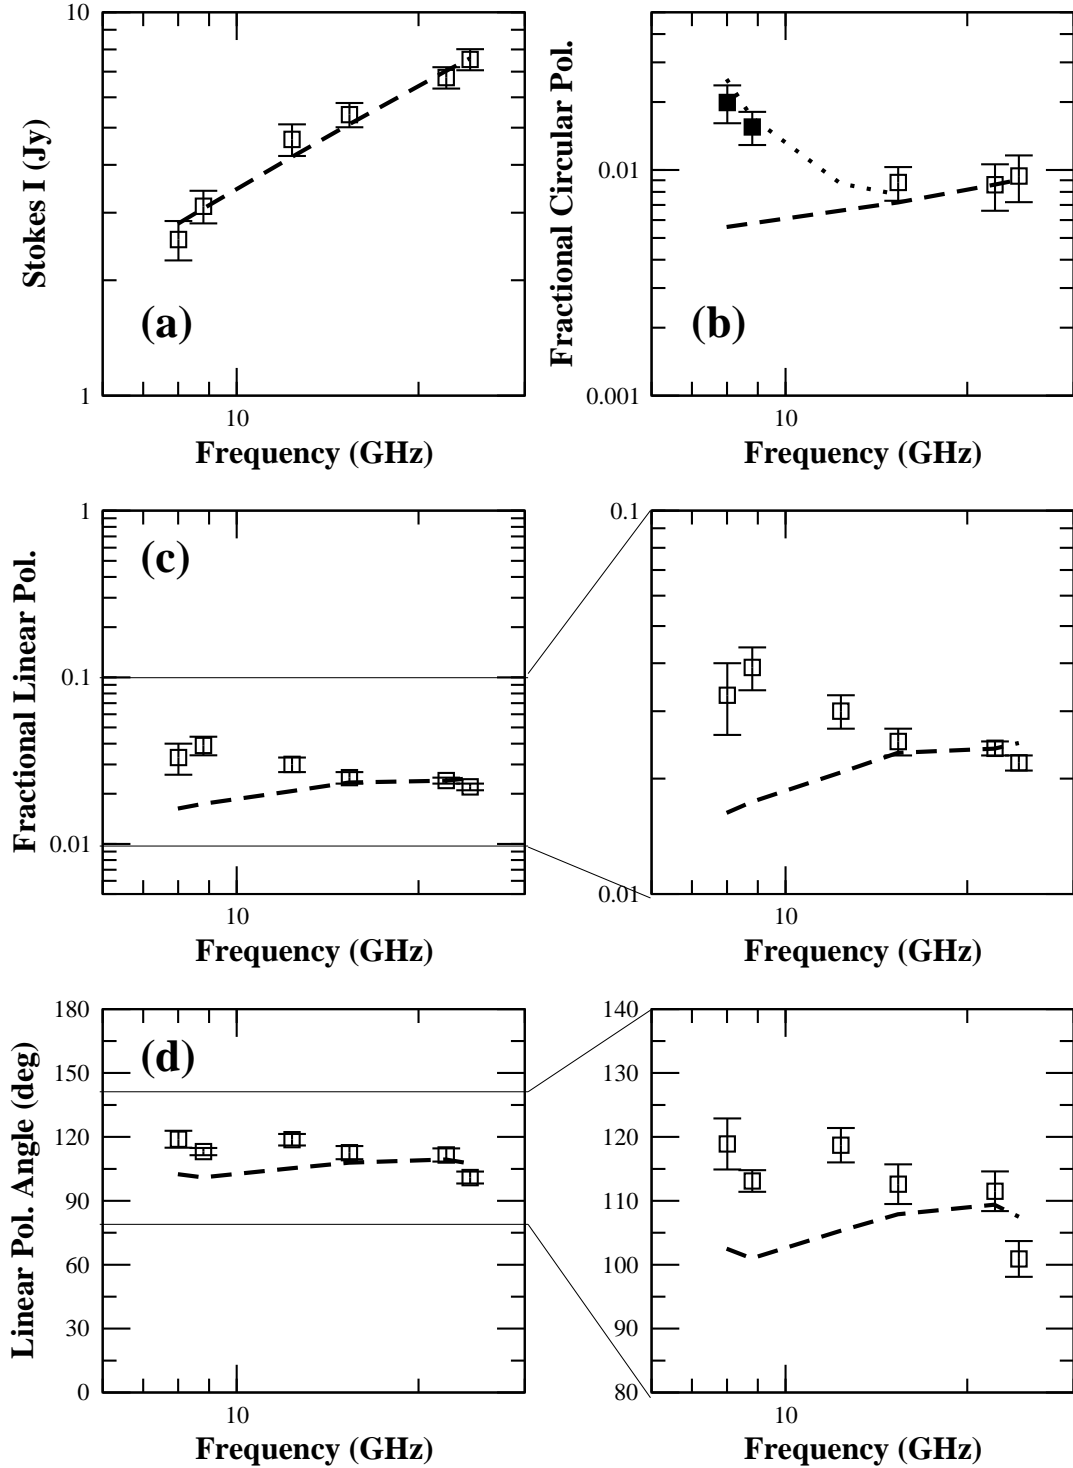 10
1
Stokes I (Jy)
(a)
10
Frequency (GHz)
0.01
0.001
Fractional Circular Pol.
(b)
10
Frequency (GHz)
1
0.1
0.01
Fractional Linear Pol.
(c)
10
Frequency (GHz)
0.1
0.01
10
Frequency (GHz)
180
150
120
90
60
30
0
Linear Pol. Angle (deg)
(d)
10
Frequency (GHz)
140
130
120
110
100
90
80
10
Frequency (GHz)